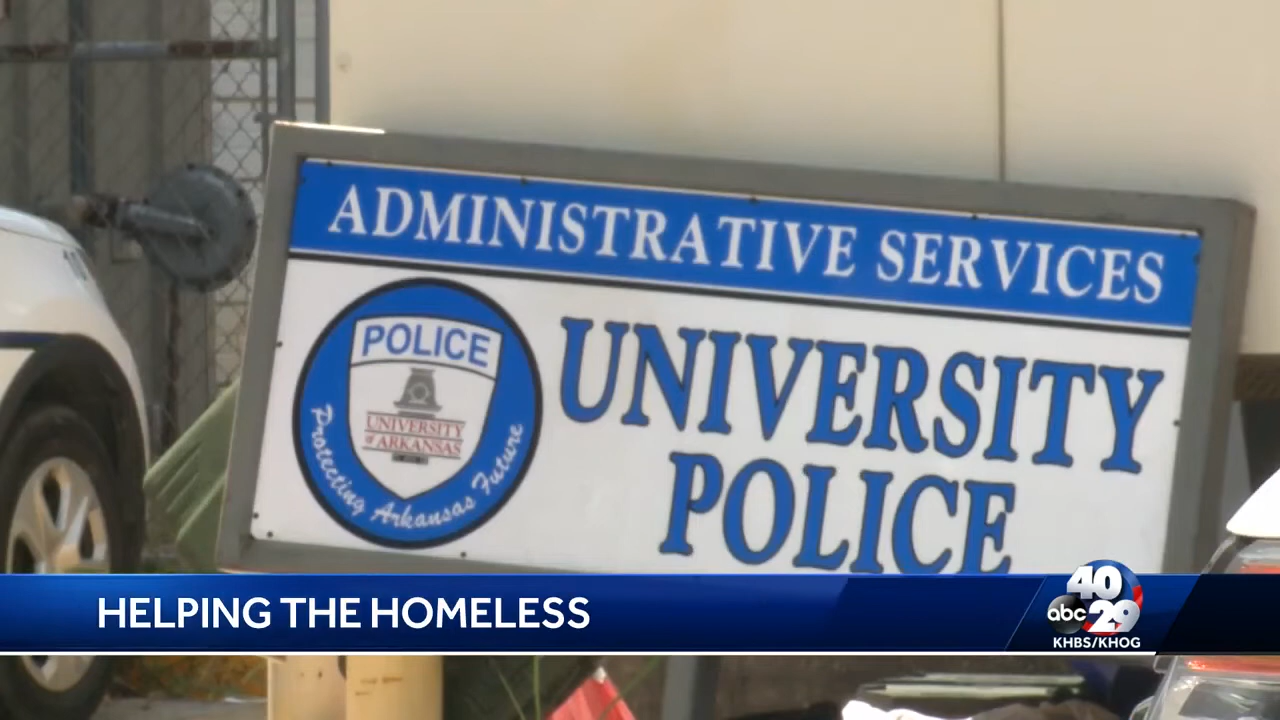 ADMINISTRATIVE SERVICES
POLICE
UNIVERSITY
of ARKANSAS
Protecting Arkansas Future
UNIVERSITY
POLICE
HELPING THE HOMELESS
abc 40 29
KHBS/KHOG